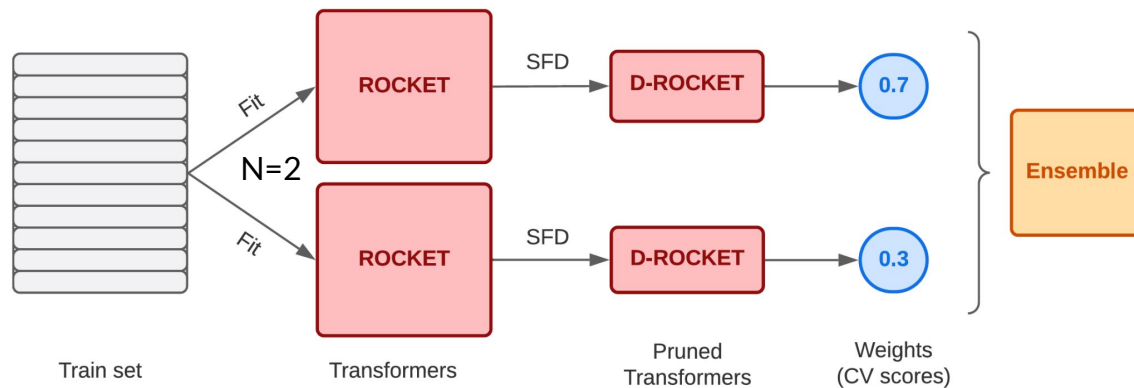 Fit
ROCKET
SFD
D-ROCKET
0.7
N=2
Ensemble
Fit
ROCKET
SFD
D-ROCKET
0.3
Train set
Transformers
Pruned
Transformers
Weights
(CV scores)